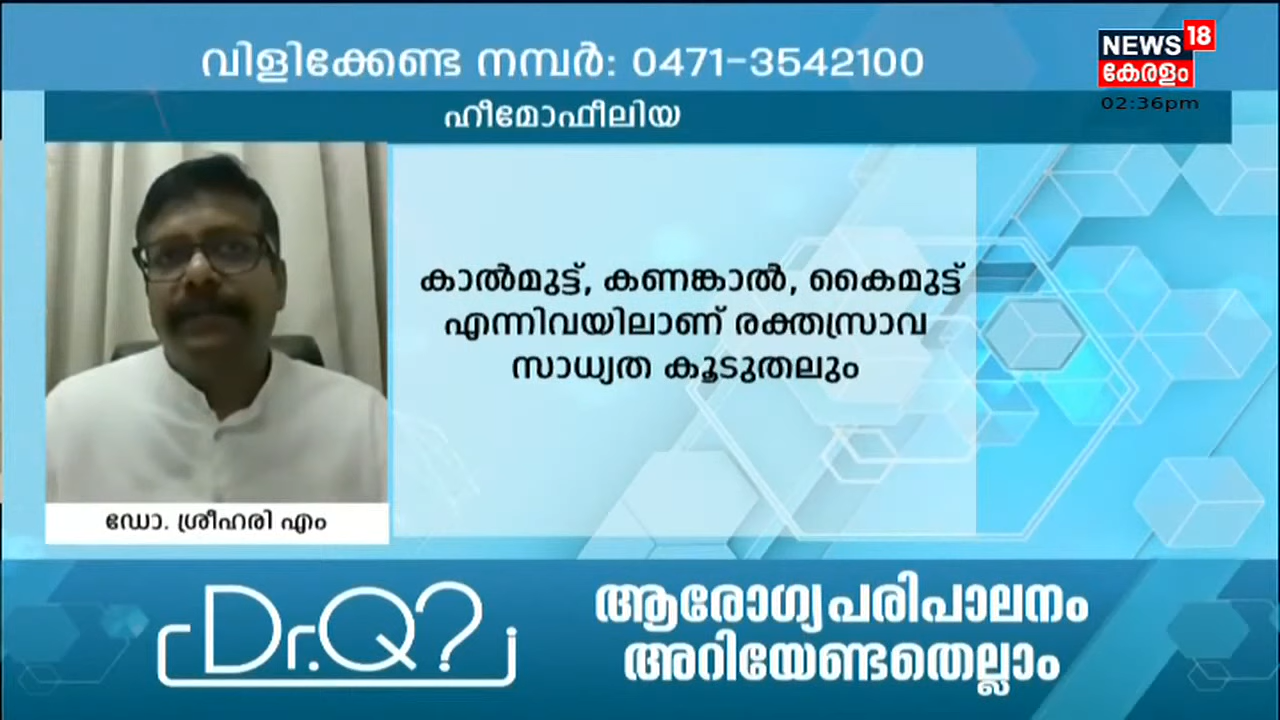 വിളിക്കേണ്ട നമ്പർ: 0471-3542100
NEWS 18
കേരളം
02:36pm
ഹീമോഫീലിയ
കാൽമുട്ട്, കണങ്കാൽ, കൈമുട്ട്
എന്നിവയിലാണ് രക്തസ്രാവ
സാധ്യത കൂടുതലും
ഡോ. ശ്രീഹരി എം
Dr.Q?
ആരോഗ്യപരിപാലനം
അറിയേണ്ടതെല്ലാം